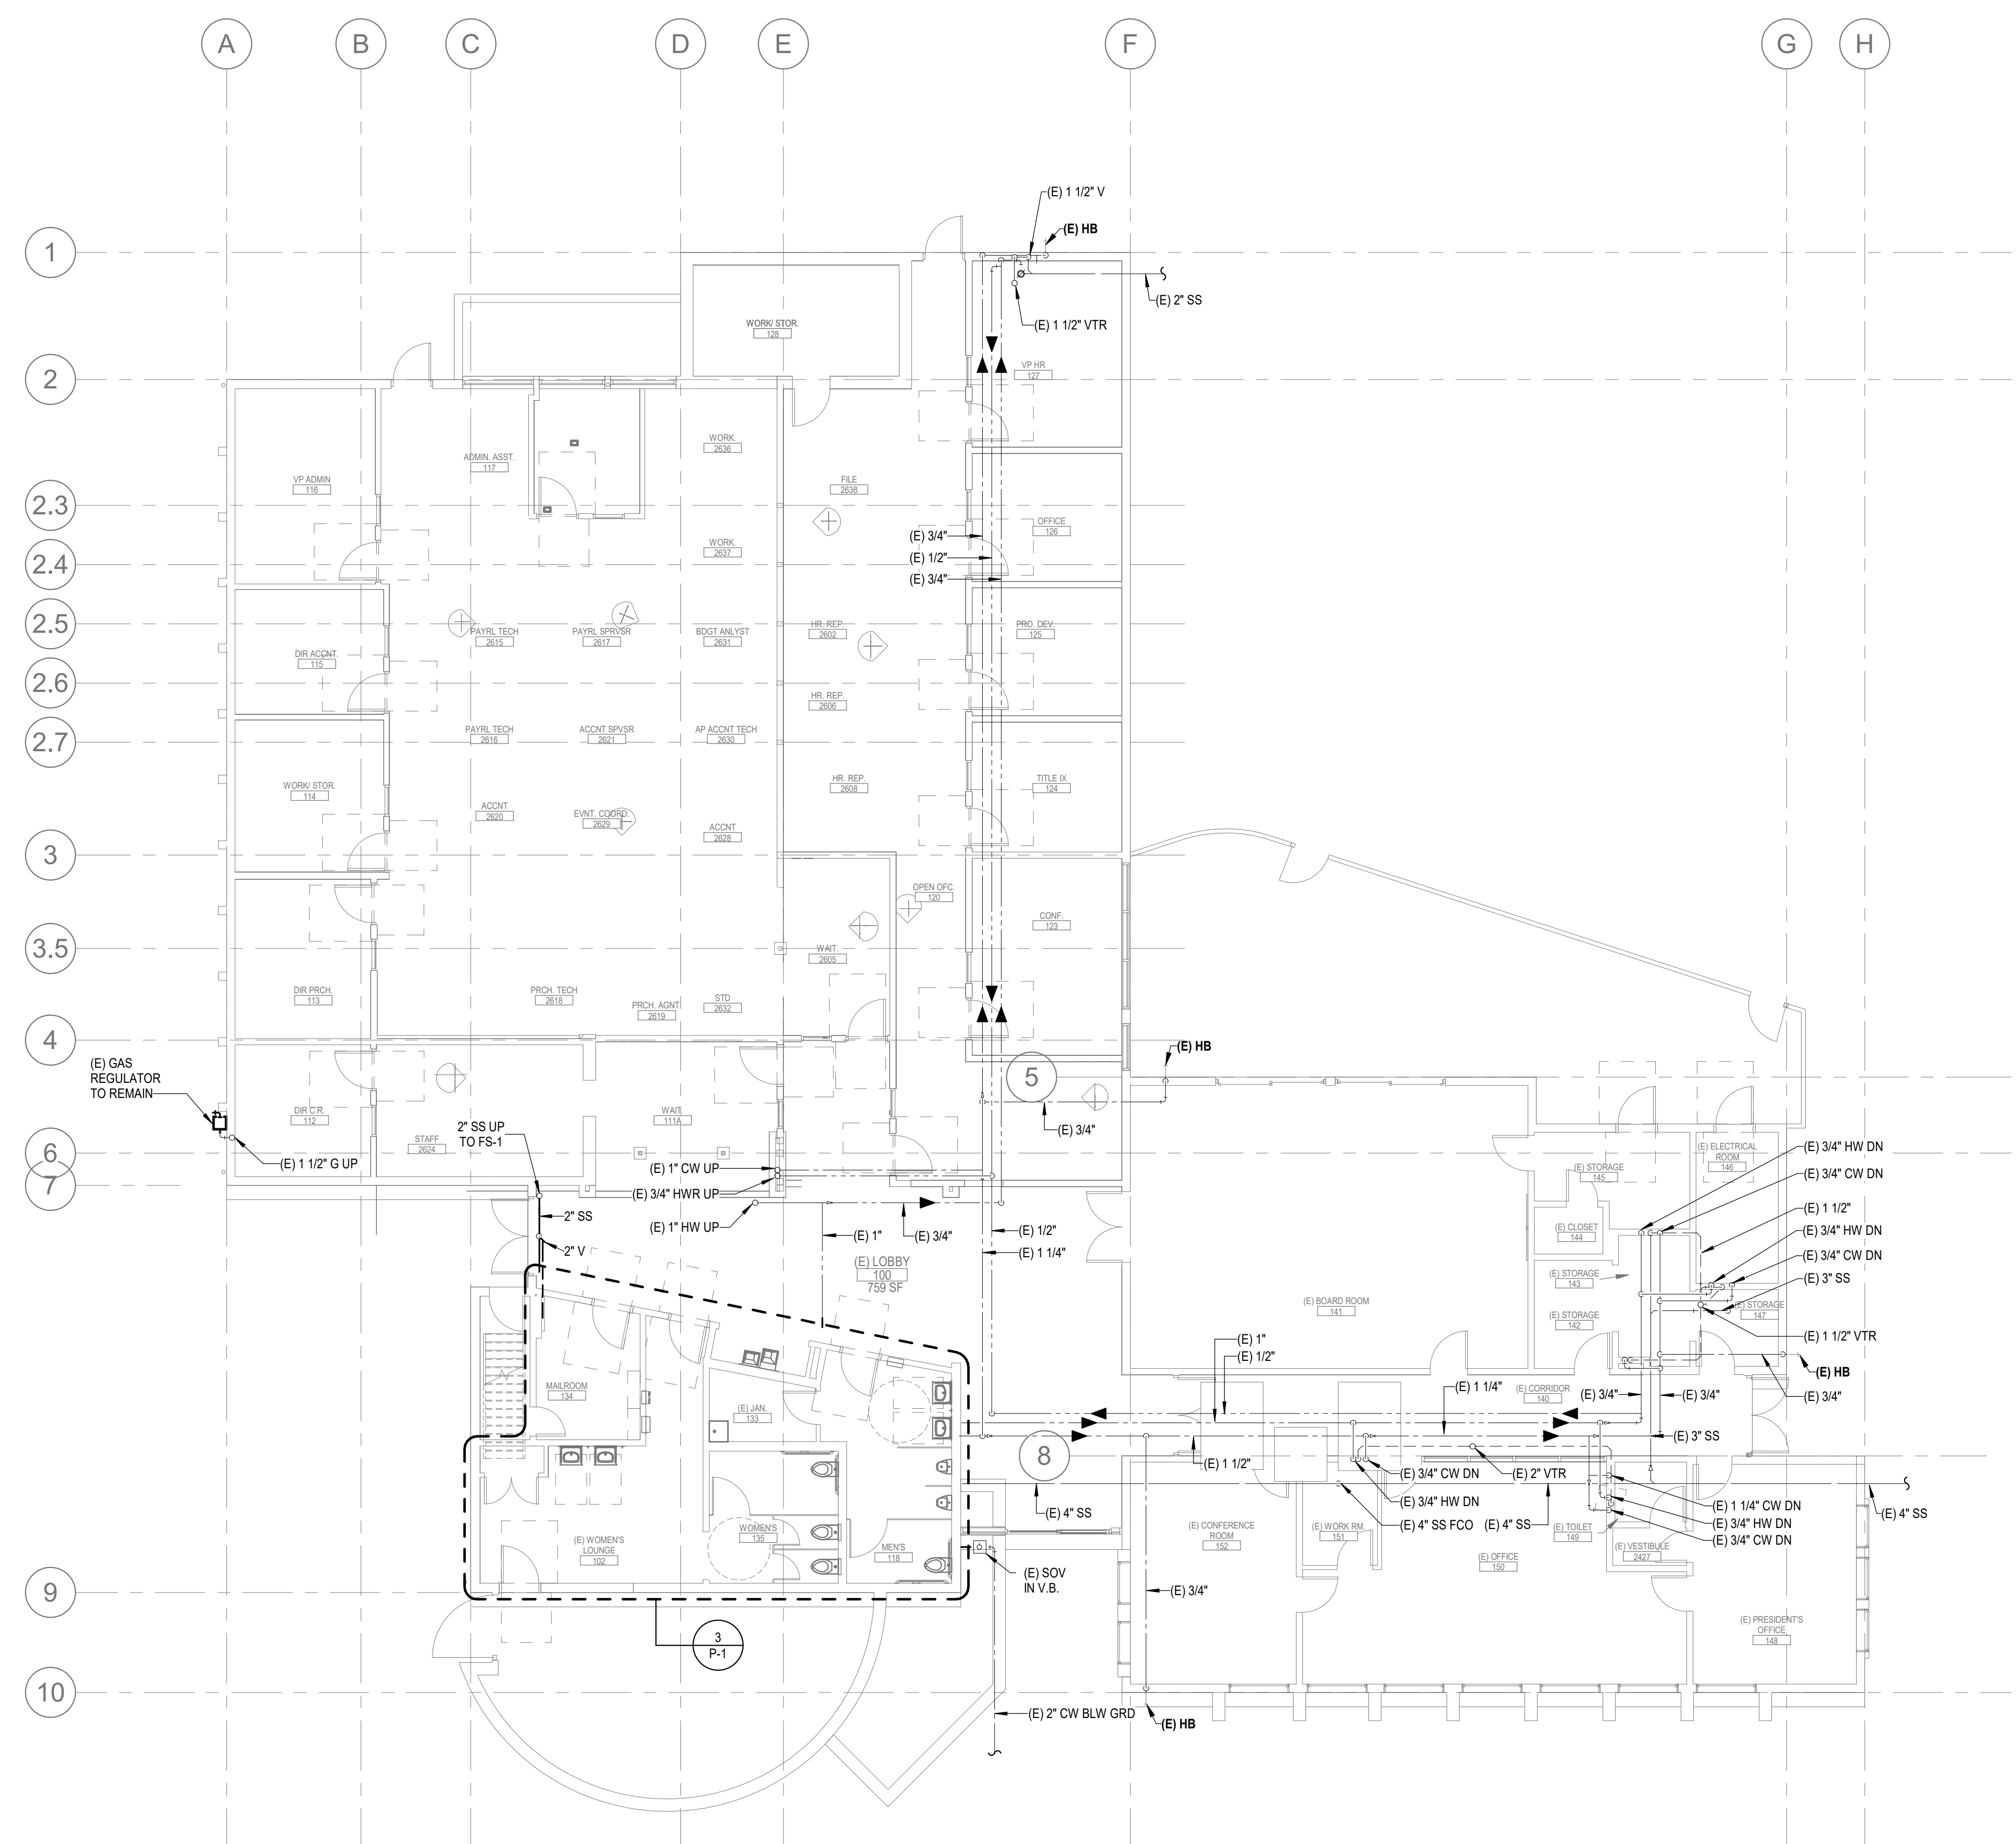 A
B
C
D
E
F
G
H
1
(E) 1 1/2" V
(E) HB
(E) 2" SS
(E) 1 1/2" VTR
WORK/ STOR.
128
2
VP HR
127
WORK.
2636
ADMIN. ASST.
117
VP ADMIN
116
FILE
2638
2.3
OFFICE
126
(E) 3/4"
(E) 1/2"
(E) 3/4"
WORK.
2637
2.4
2.5
PAYRL TECH
2615
PAYRL SPRVSR
2617
BDGT ANLYST
2631
HR. REP.
2602
PRO. DEV.
125
DIR ACCNT.
115
2.6
HR. REP.
2606
2.7
PAYRL TECH
2616
ACCNT SPVSR
2621
AP ACCNT TECH
2630
WORK/ STOR.
114
HR. REP.
2608
TITLE IX
124
ACCNT
2620
EVNT. COORD.
2629
ACCNT
2628
3
OPEN OFC.
120
CONF.
123
3.5
WAIT.
2605
DIR PRCH.
113
PRCH. TECH
2618
PRCH. AGNT.
2619
STD
2632
4
(E) HB
5
(E) GAS
REGULATOR
TO REMAIN
DIR C.R.
112
WAIT.
111A
(E) 3/4"
2" SS UP
TO FS-1
STAFF
2624
6
7
(E) 1 1/2" G UP
(E) 1" CW UP
(E) 3/4" HWR UP
(E) 1" HW UP
2" SS
2" V
(E) 1"
(E) 3/4"
(E) 1/2"
(E) 1 1/4"
(E) LOBBY
100
759 SF
(E) ELECTRICAL
ROOM
146
(E) STORAGE
145
(E) CLOSET
144
(E) STORAGE
143
(E) STORAGE
142
(E) STORAGE
147
(E) BOARD ROOM
141
(E) 3/4" HW DN
(E) 3/4" CW DN
(E) 1 1/2"
(E) 3/4" HW DN
(E) 3/4" CW DN
(E) 3" SS
(E) 1 1/2" VTR
(E) HB
(E) 3/4"
(E) 1"
(E) 1/2"
(E) 1 1/4"
(E) CORRIDOR
140
(E) 3/4"
(E) 3/4"
(E) 3" SS
MAILROOM
134
(E) JAN.
133
8
(E) 1 1/2"
(E) 3/4" CW DN
(E) 2" VTR
(E) 3/4" HW DN
(E) 4" SS
(E) 4" SS FCO
(E) 4" SS
(E) 1 1/4" CW DN
(E) 3/4" HW DN
(E) 3/4" CW DN
(E) 4" SS
(E) CONFERENCE
ROOM
152
(E) WORK RM.
151
(E) TOILET
149
(E) VESTIBULE
2427
(E) OFFICE
150
(E) WOMEN'S
LOUNGE
102
WOMEN'S
135
MEN'S
118
(E) SOV
IN V.B.
9
(E) 3/4"
(E) PRESIDENT'S
OFFICE
148
3
P-1
10
(E) 2" CW BLW GRD
(E) HB